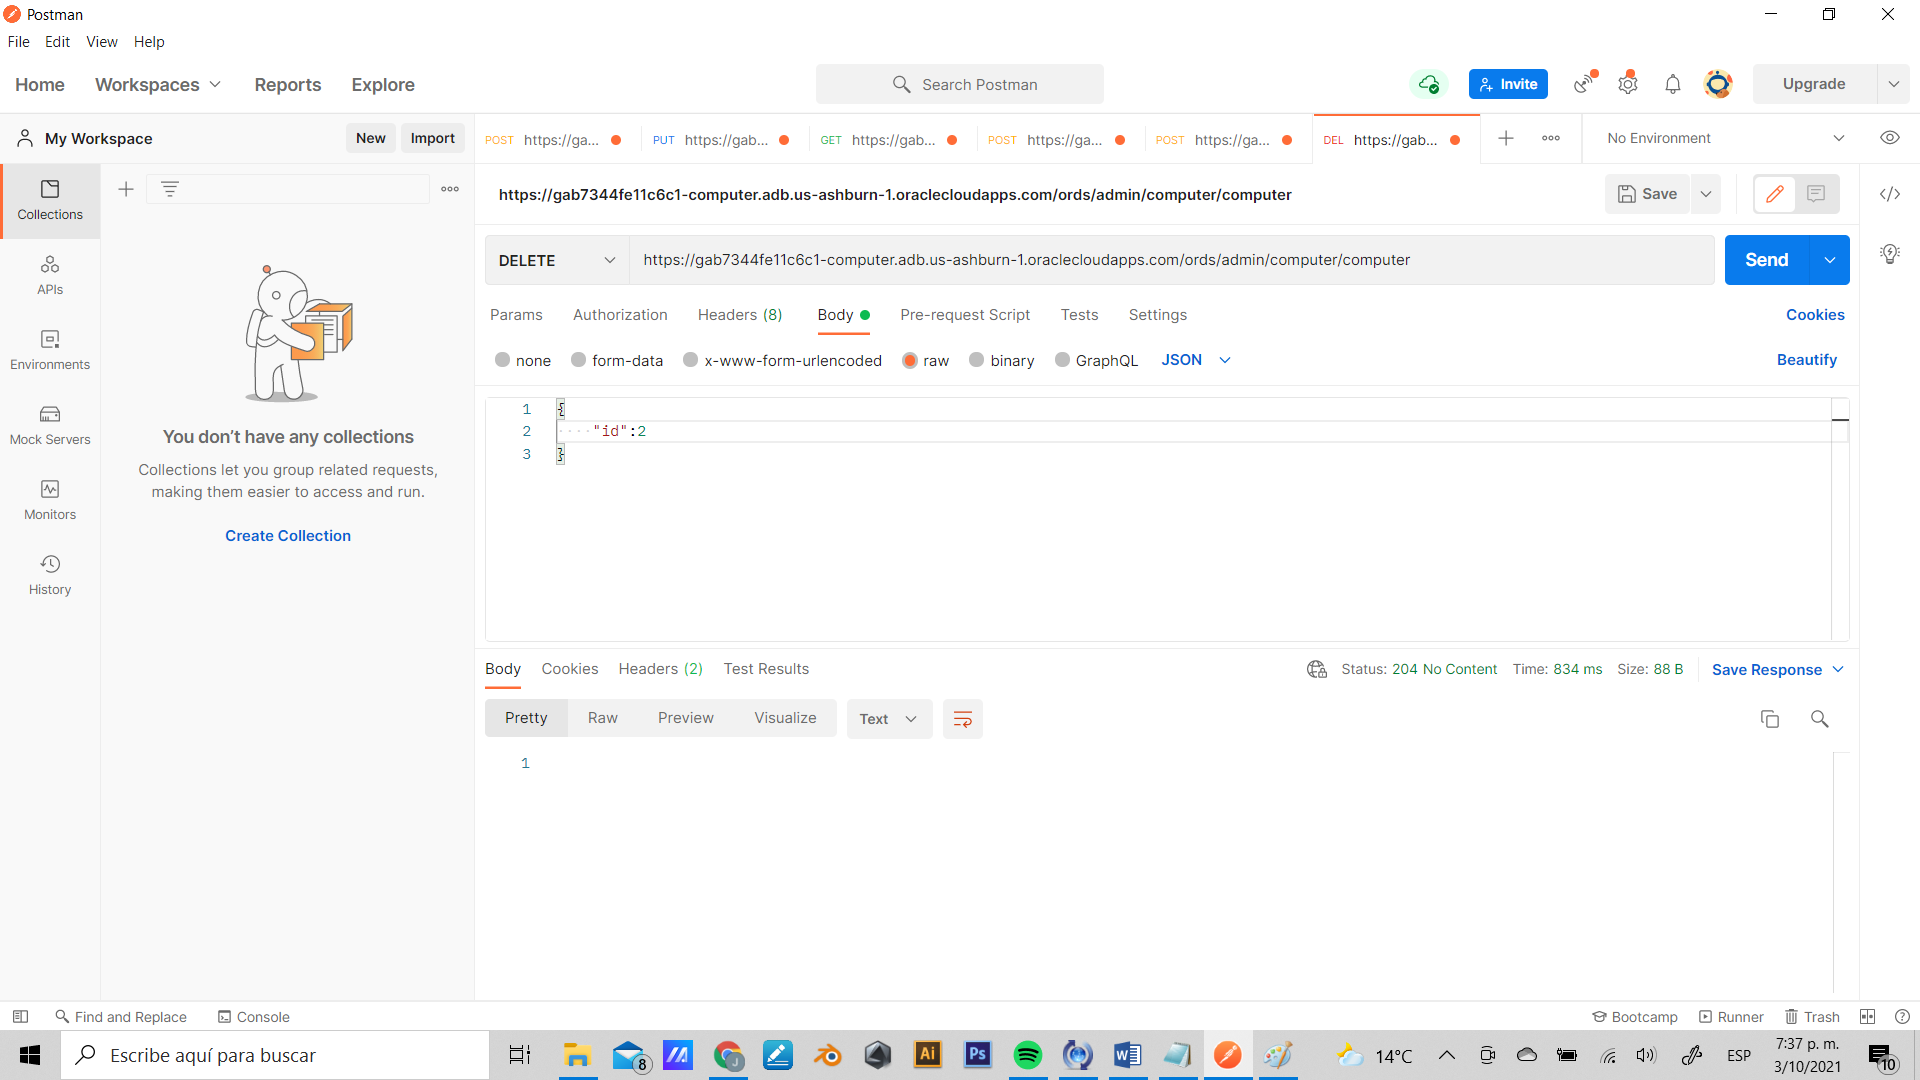 Postman
File Edit View Help
Home Workspaces Reports Explore Search Postman Invite Upgrade
My Workspace New Import POST https://ga... PUT https://gab... GET https://gab... POST https://ga... POST https://ga... DEL https://gab... No Environment
https://gab7344fe11c6c1-computer.adb.us-ashburn-1.oraclecloudapps.com/ords/admin/computer/computer Save
DELETE https://gab7344fe11c6c1-computer.adb.us-ashburn-1.oraclecloudapps.com/ords/admin/computer/computer Send
Params Authorization Headers (8) Body Pre-request Script Tests Settings Cookies
none form-data x-www-form-urlencoded raw binary GraphQL JSON Beautify
1 {
2 "id":2
3 }
Collections
APIs
Environments
Mock Servers
Monitors
History
You don't have any collections
Collections let you group related requests,
making them easier to access and run.
Create Collection
Body Cookies Headers (2) Test Results Status: 204 No Content Time: 834 ms Size: 88 B Save Response
Pretty Raw Preview Visualize Text
1
Find and Replace Console Bootcamp Runner Trash
Escribe aquí para buscar 8 Ai Ps 14°C ESP 7:37 p. m.
3/10/2021 10